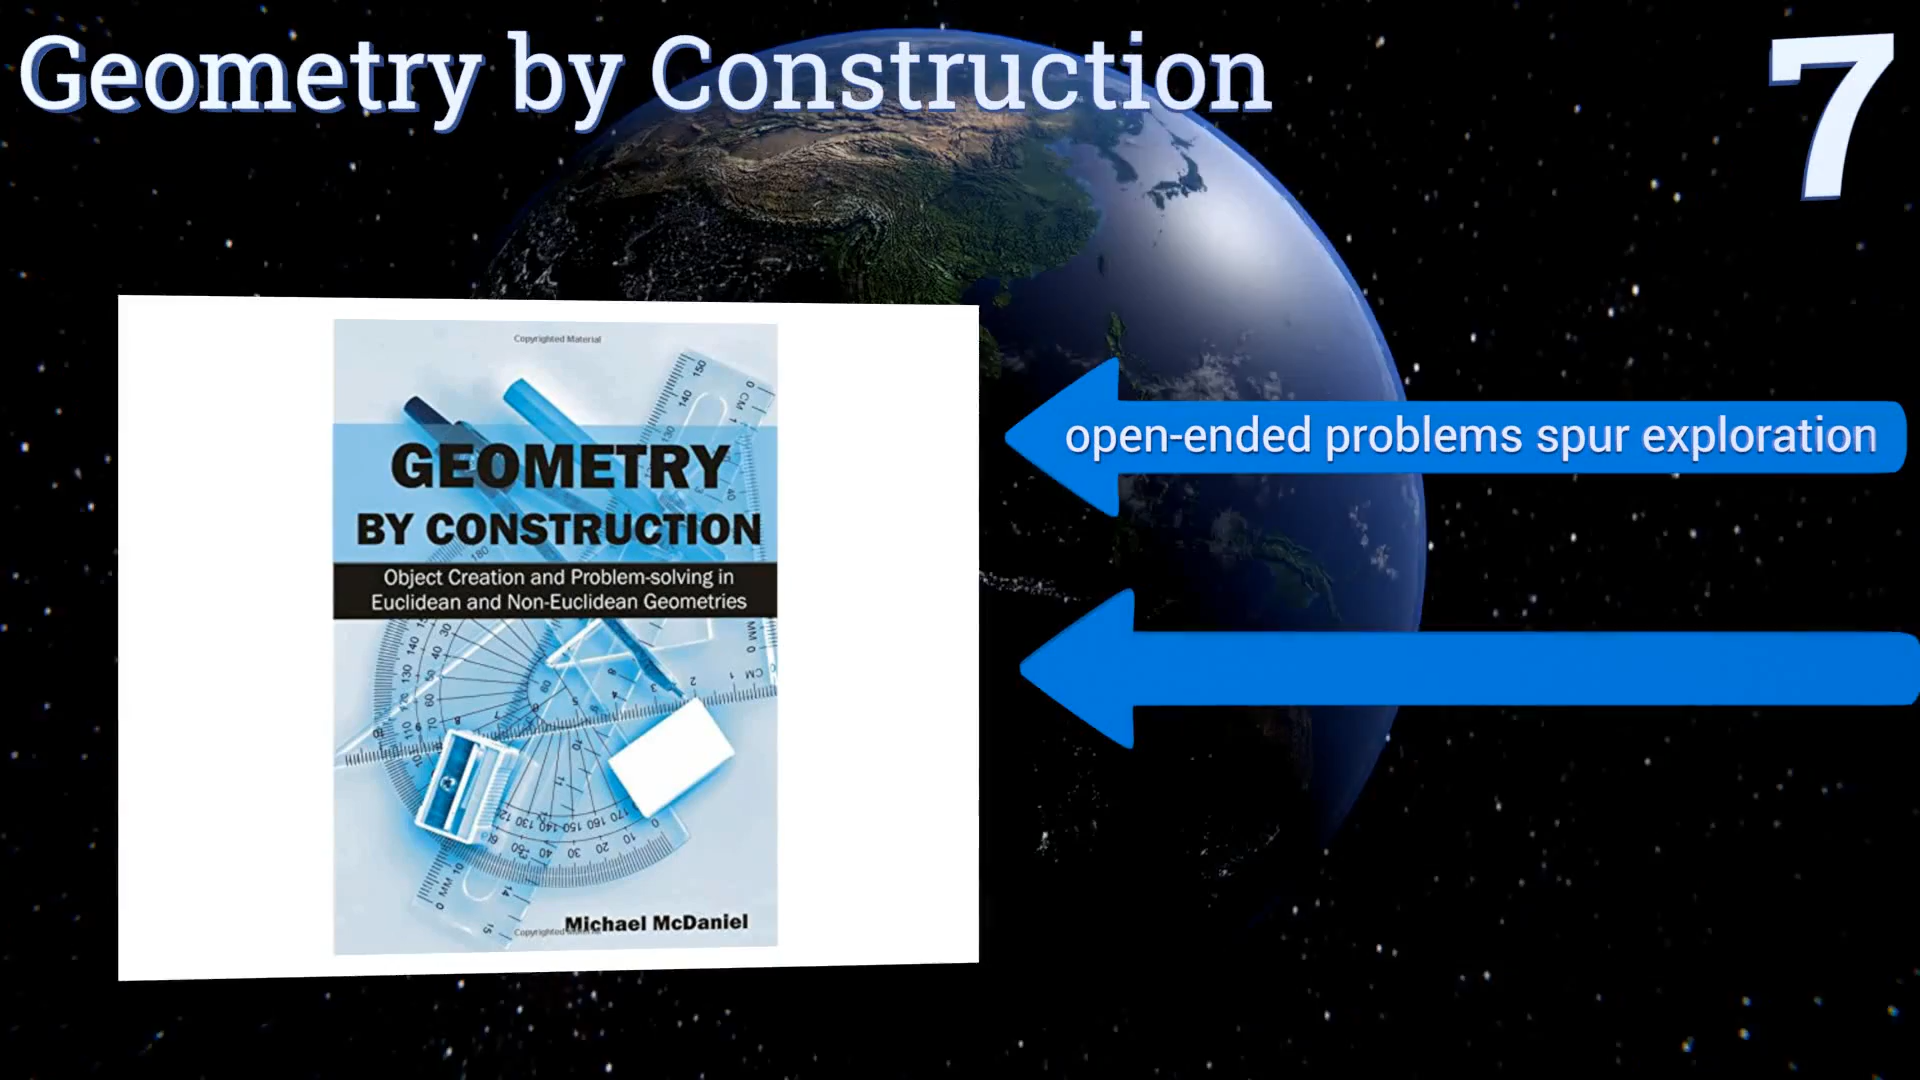 Geometry by Construction
7
Copyrighted Material
GEOMETRY
BY CONSTRUCTION
Object Creation and Problem-solving in
Euclidean and Non-Euclidean Geometries
Michael McDaniel
open-ended problems spur exploration